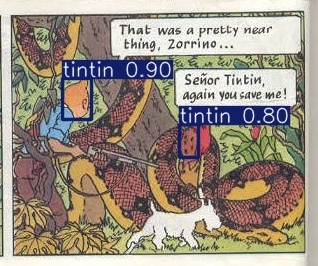 That was a pretty near
thing, Zorrino...
tintin 0.90
Señor Tintin,
again you save me!
tintin 0.80